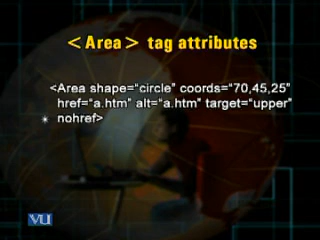 <Area> tag attributes
<Area shape="circle" coords="70,45,25"
href="a.htm" alt="a.htm" target="upper"
nohref>
VU